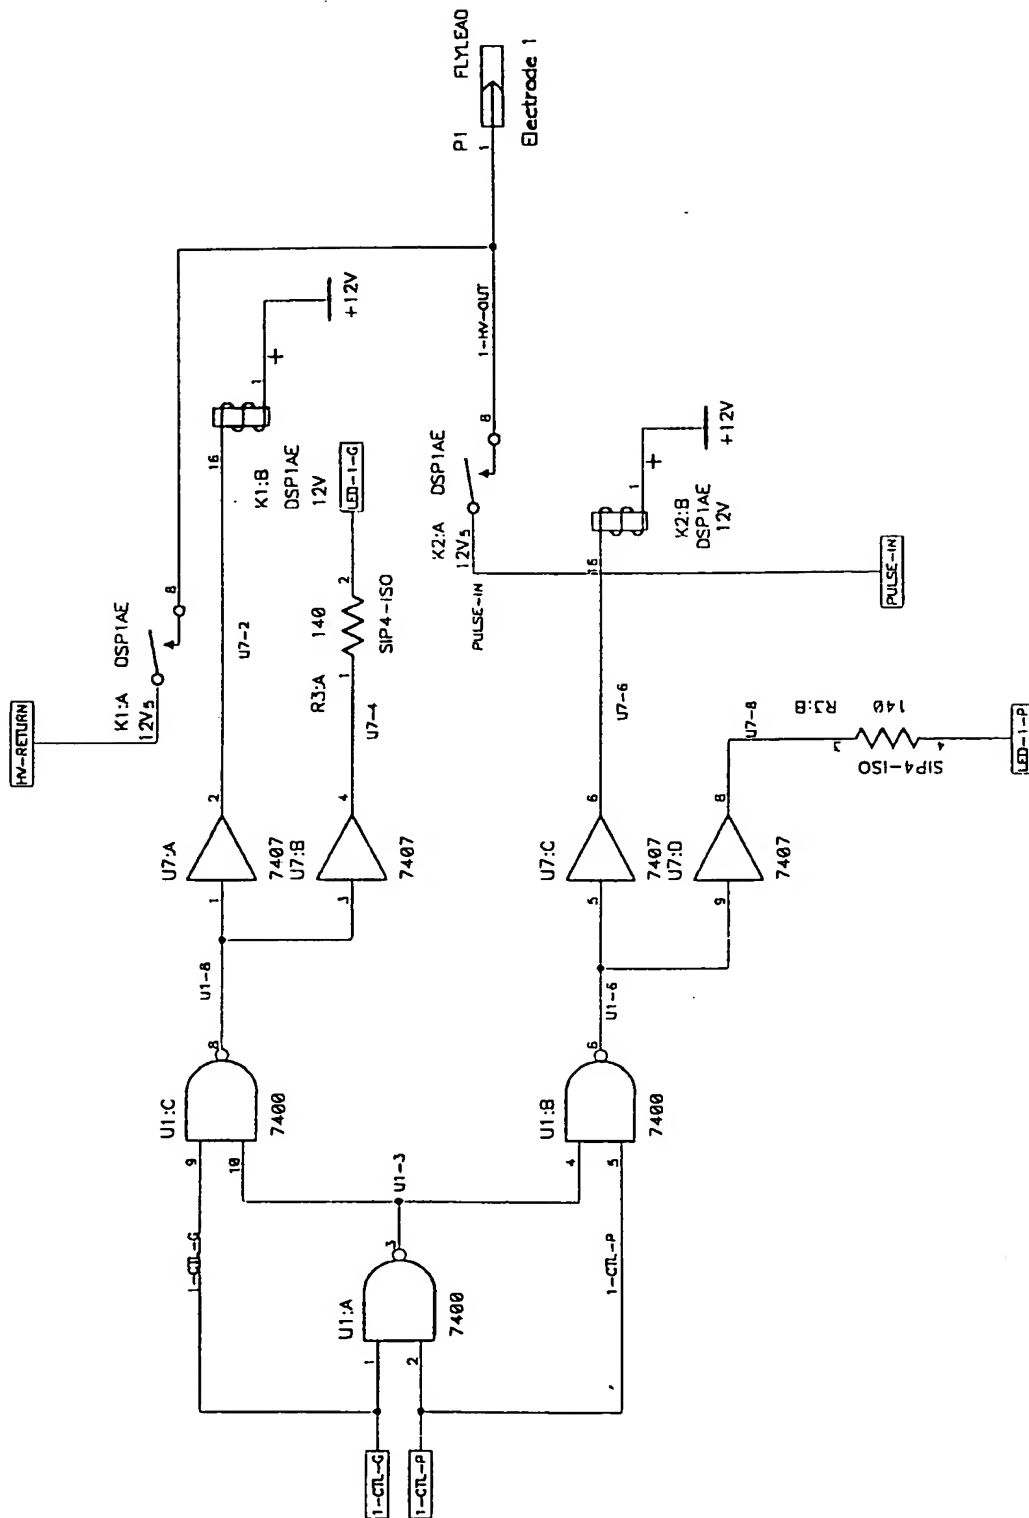 HV-RETURN
K1:A DSP1AE
12V 5
8
P1 FLYLEAD
1
Electrode 1
U7:A
1
2
7407
U7-2
16
K1:B
DSP1AE
12V
1
+
+12V
U7:B
3
4
7407
U7-4
R3:A 140
1
2
SIP4-ISO
LED-1-G
1-HV-OUT
K2:A DSP1AE
12V 5
8
PULSE-IN
U1:C
9
10
8
7400
U1-8
1-CTL-G
U1:A
1
2
3
7400
U1-3
1-CTL-G
1-CTL-P
1-CTL-P
U1:B
4
5
6
7400
U1-6
U7:C
5
6
7407
U7-6
16
K2:B
DSP1AE
12V
1
+
+12V
U7:D
9
8
7407
U7-8
R3:B
140
3
4
SIP4-ISO
LED-1-P
PULSE-IN